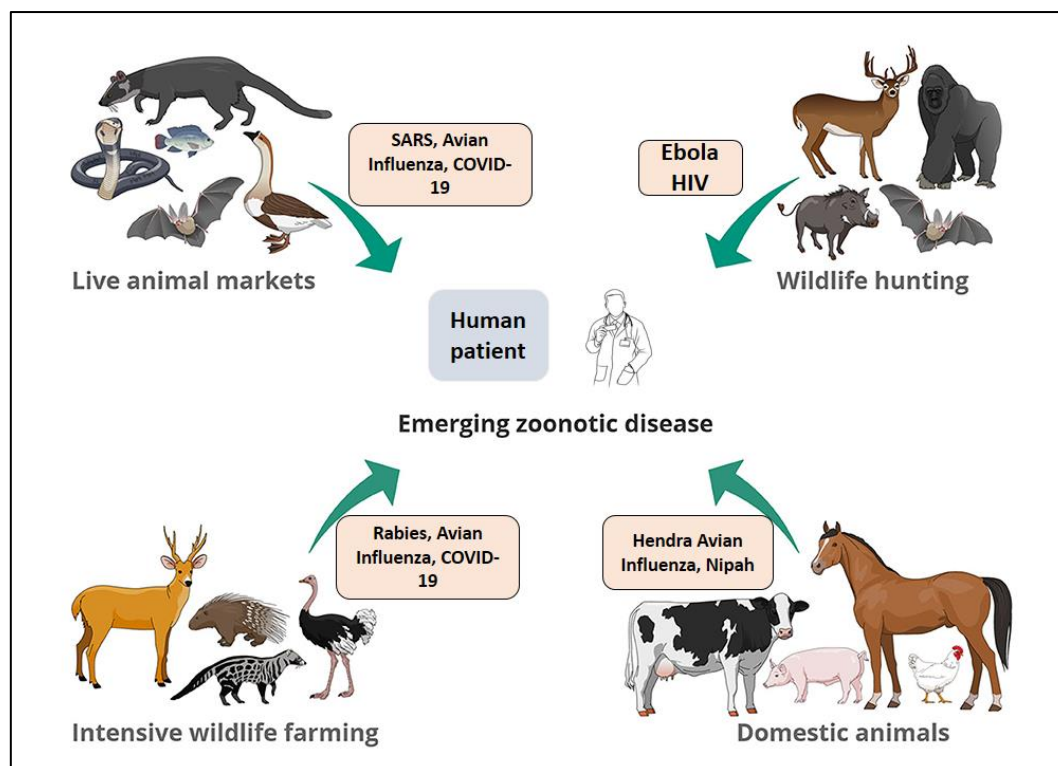 SARS, Avian
Influenza, COVID-
19
Ebola
HIV
Live animal markets
Wildlife hunting
Human
patient
Emerging zoonotic disease
Rabies, Avian
Influenza, COVID-
19
Hendra Avian
Influenza, Nipah
Intensive wildlife farming
Domestic animals